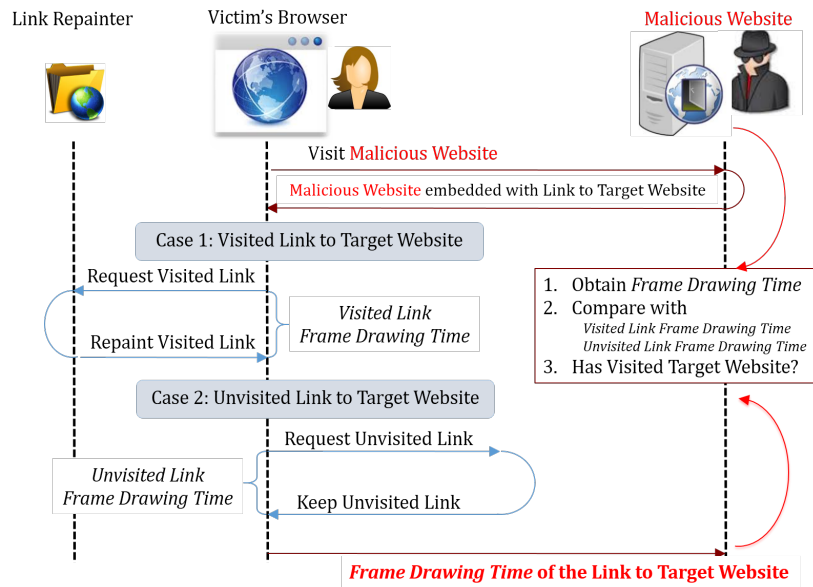 Link Repainter
Victim's Browser
Malicious Website
Visit Malicious Website
Malicious Website embedded with Link to Target Website
Case 1: Visited Link to Target Website
Request Visited Link
Visited Link
Frame Drawing Time
Repaint Visited Link
1. Obtain Frame Drawing Time
2. Compare with
Visited Link Frame Drawing Time
Unvisited Link Frame Drawing Time
3. Has Visited Target Website?
Case 2: Unvisited Link to Target Website
Request Unvisited Link
Unvisited Link
Frame Drawing Time
Keep Unvisited Link
Frame Drawing Time of the Link to Target Website